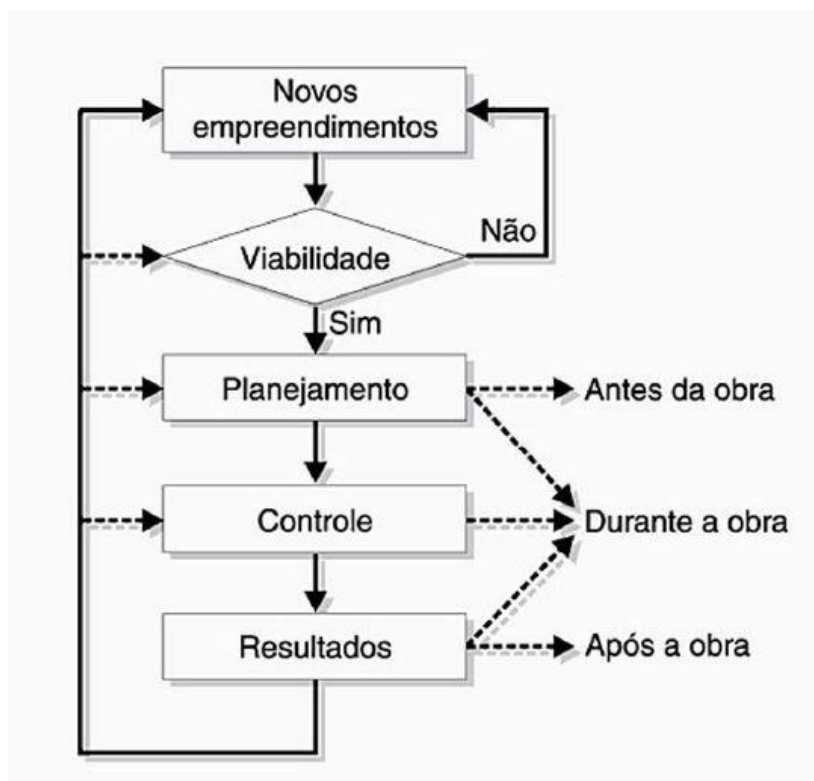 Novos
empreendimentos
Não
Viabilidade
Sim
Planejamento
Antes da obra
Controle
Durante a obra
Resultados
Após a obra